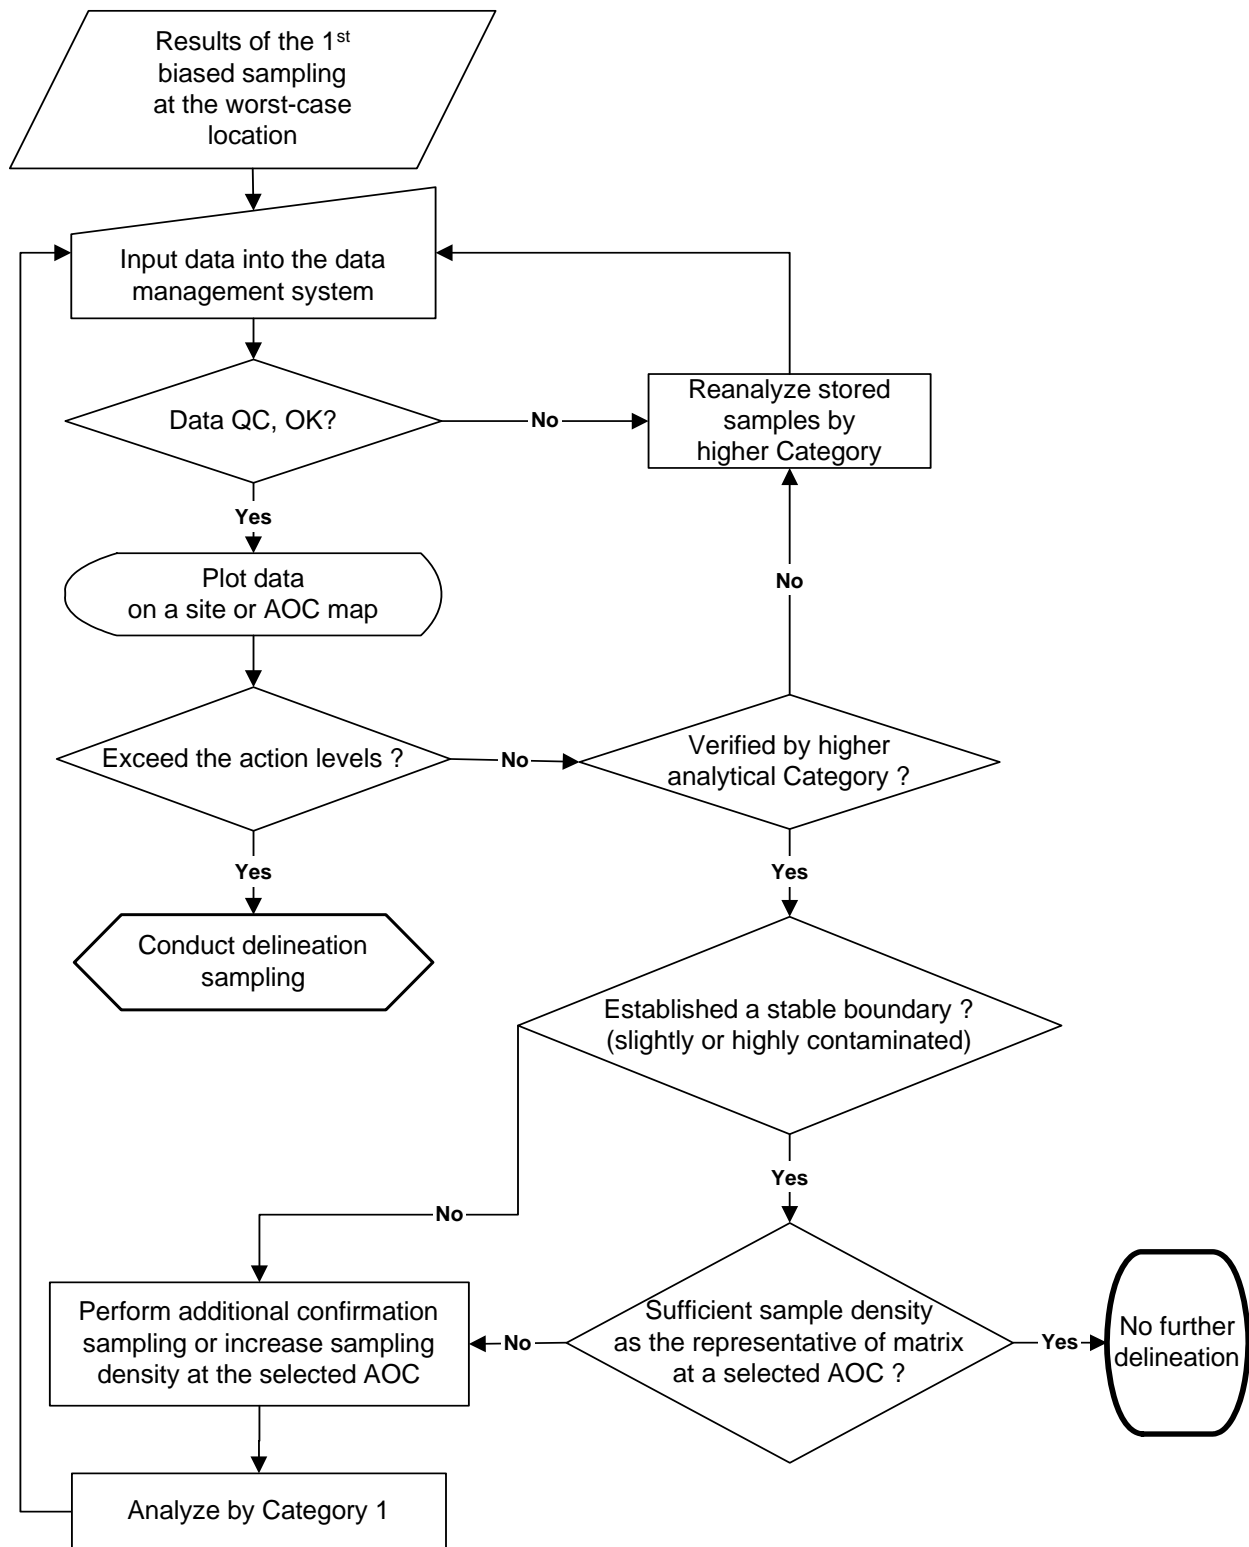 Results of the 1st
biased sampling
at the worst-case
location
Input data into the data
management system
Data QC, OK?
No
Reanalyze stored
samples by
higher Category
Yes
Plot data
on a site or AOC map
No
Exceed the action levels ?
No
Verified by higher
analytical Category ?
Yes
Yes
Conduct delineation
sampling
Established a stable boundary ?
(slightly or highly contaminated)
Yes
No
Perform additional confirmation
sampling or increase sampling
density at the selected AOC
No
Sufficient sample density
as the representative of matrix
at a selected AOC ?
Yes
No further
delineation
Analyze by Category 1